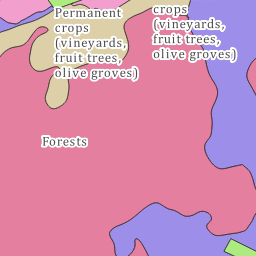 Permanent
crops
(vineyards,
fruit trees,
olive groves)
crops
(vineyards,
fruit trees,
olive groves)
Forests